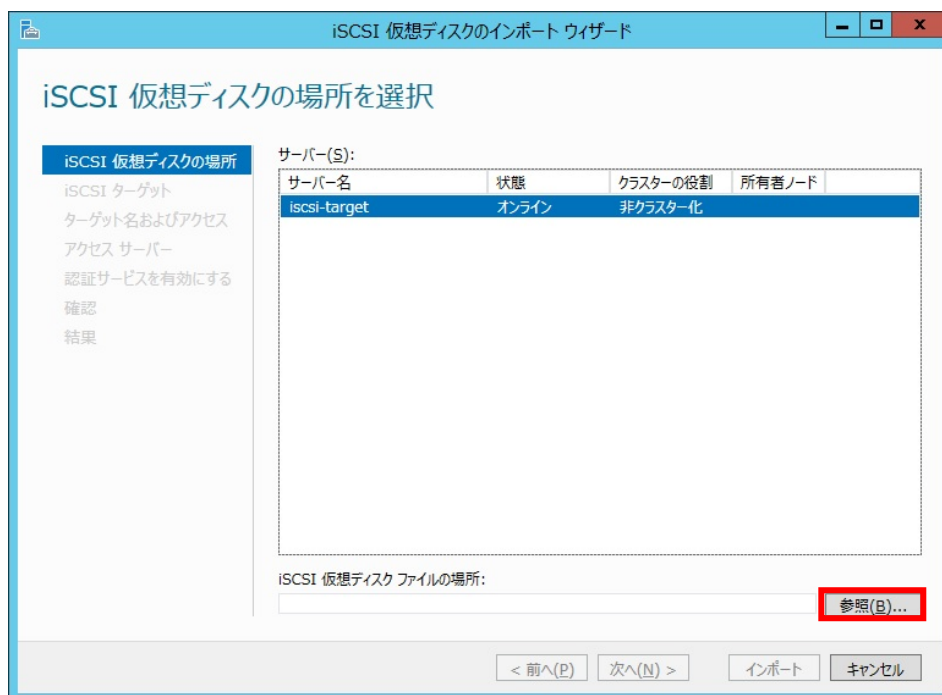 iSCSI 仮想ディスクのインポート ウィザード
iSCSI 仮想ディスクの場所を選択
iSCSI 仮想ディスクの場所
iSCSI ターゲット
ターゲット名およびアクセス
アクセス サーバー
認証サービスを有効にする
確認
結果
サーバー(S):
サーバー名 状態 クラスターの役割 所有者ノード
iscsi-target オンライン 非クラスター化
iSCSI 仮想ディスク ファイルの場所:
参照(B)...
< 前へ(P) 次へ(N) > インポート キャンセル